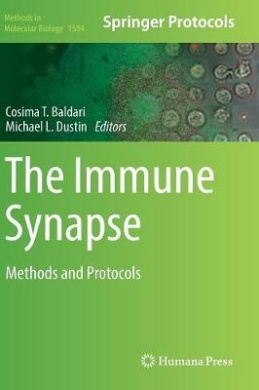 Methods in
Molecular Biology 1584
Springer Protocols
Cosima T. Baldari
Michael L. Dustin Editors
The Immune
Synapse
Methods and Protocols
Humana Press